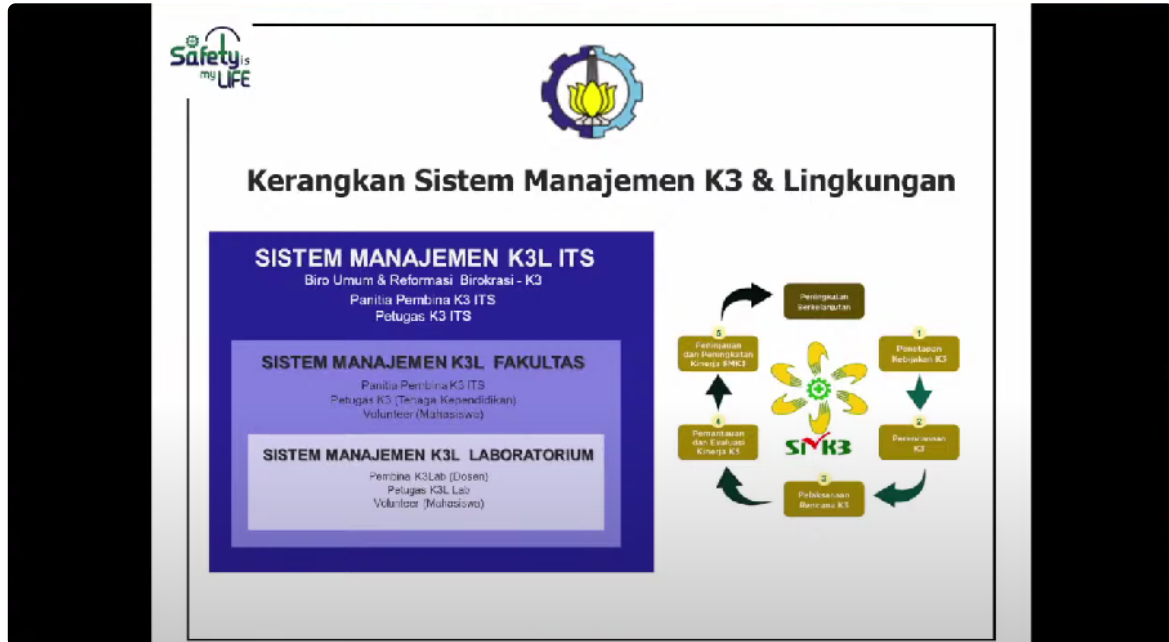 Safety is
my LIFE
Kerangkan Sistem Manajemen K3 & Lingkungan
SISTEM MANAJEMEN K3L ITS
Biro Umum & Reformasi Birokrasi - K3
Panitia Pembina K3 ITS
Petugas K3 ITS
SISTEM MANAJEMEN K3L FAKULTAS
Panitia Pembina K3 ITS
Petugas K3 (Tenaga Kependidikan)
Volunteer (Mahasiswa)
SISTEM MANAJEMEN K3L LABORATORIUM
Pembina K3Lab (Dosen)
Petugas K3L Lab
Volunteer (Mahasiswa)
Peningkatan
Berkelanjutan
1
Penetapan
Kebijakan K3
2
Perencanaan
K3
3
Pelaksanaan
Rencana K3
4
Pemantauan
dan Evaluasi
Kinerja K3
5
Peninjauan
dan Peningkatan
Kinerja SMK3
SMK3